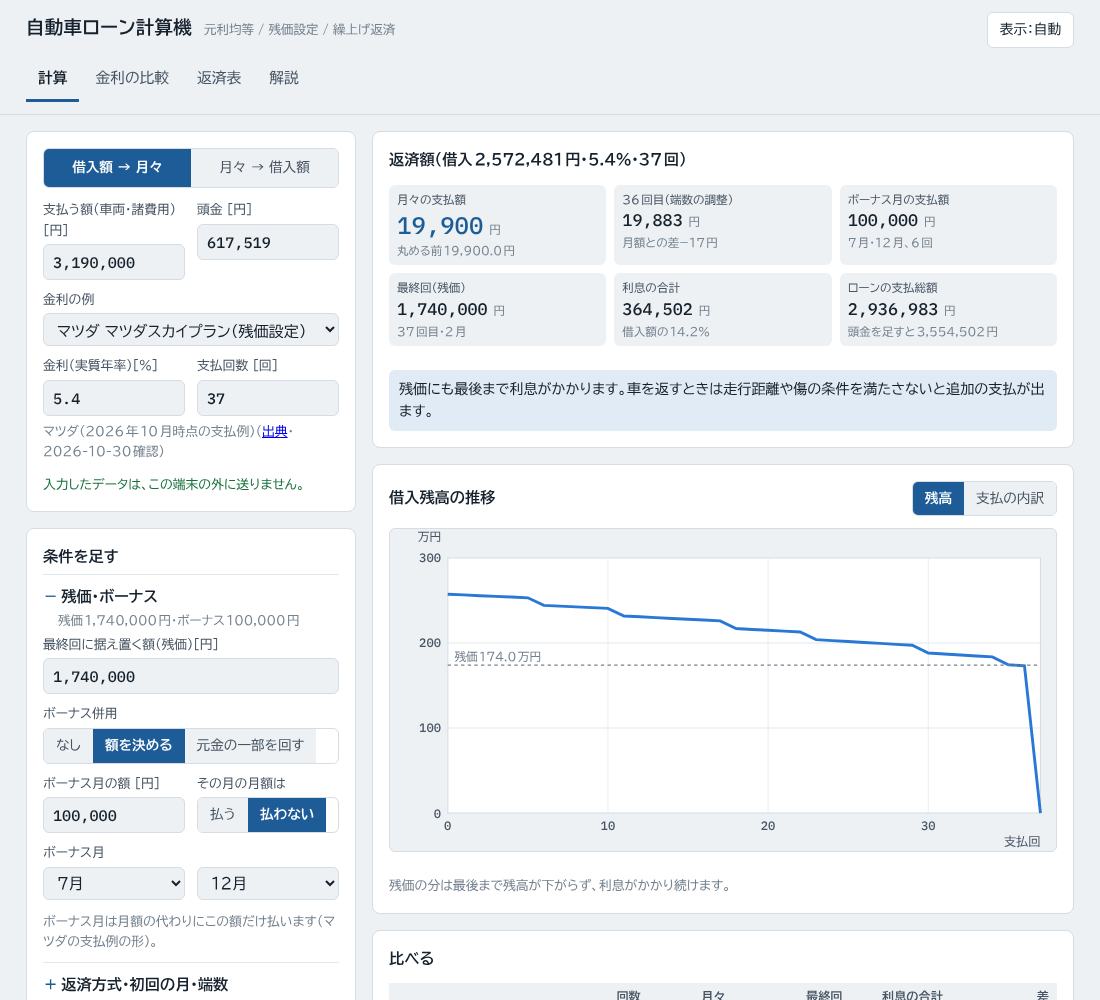 自動車ローン計算機 元利均等 / 残価設定 / 繰上げ返済
表示:自動
計算 金利の比較 返済表 解説
借入額 → 月々 月々 → 借入額
支払う額(車両・諸費用) [円]
3,190,000
頭金 [円]
617,519
金利の例
マツダ マツダスカイプラン(残価設定)
金利(実質年率)[%]
5.4
支払回数 [回]
37
マツダ(2026年10月時点の支払例)(出典・
2026-10-30確認)
入力したデータは、この端末の外に送りません。
条件を足す
− 残価・ボーナス
残価1,740,000円・ボーナス100,000円
最終回に据え置く額(残価)[円]
1,740,000
ボーナス併用
なし 額を決める 元金の一部を回す
ボーナス月の額 [円]
100,000
その月の月額は
払う 払わない
ボーナス月
7月 12月
ボーナス月は月額の代わりにこの額だけ払います(マ
ツダの支払例の形)。
+ 返済方式・初回の月・端数
返済額(借入2,572,481円・5.4%・37回)
月々の支払額
19,900 円
丸める前19,900.0円
36回目(端数の調整)
19,883 円
月額との差−17円
ボーナス月の支払額
100,000 円
7月・12月、6回
最終回(残価)
1,740,000 円
37回目・2月
利息の合計
364,502 円
借入額の14.2%
ローンの支払総額
2,936,983 円
頭金を足すと3,554,502円
残価にも最後まで利息がかかります。車を返すときは走行距離や傷の条件を満たさないと追加の支払が出
ます。
借入残高の推移
残高 支払の内訳
万円
300
200
残価174.0万円
100
0
0 10 20 30
支払回
残価の分は最後まで残高が下がらず、利息がかかり続けます。
比べる
回数 月々 最終回 利息の合計 差